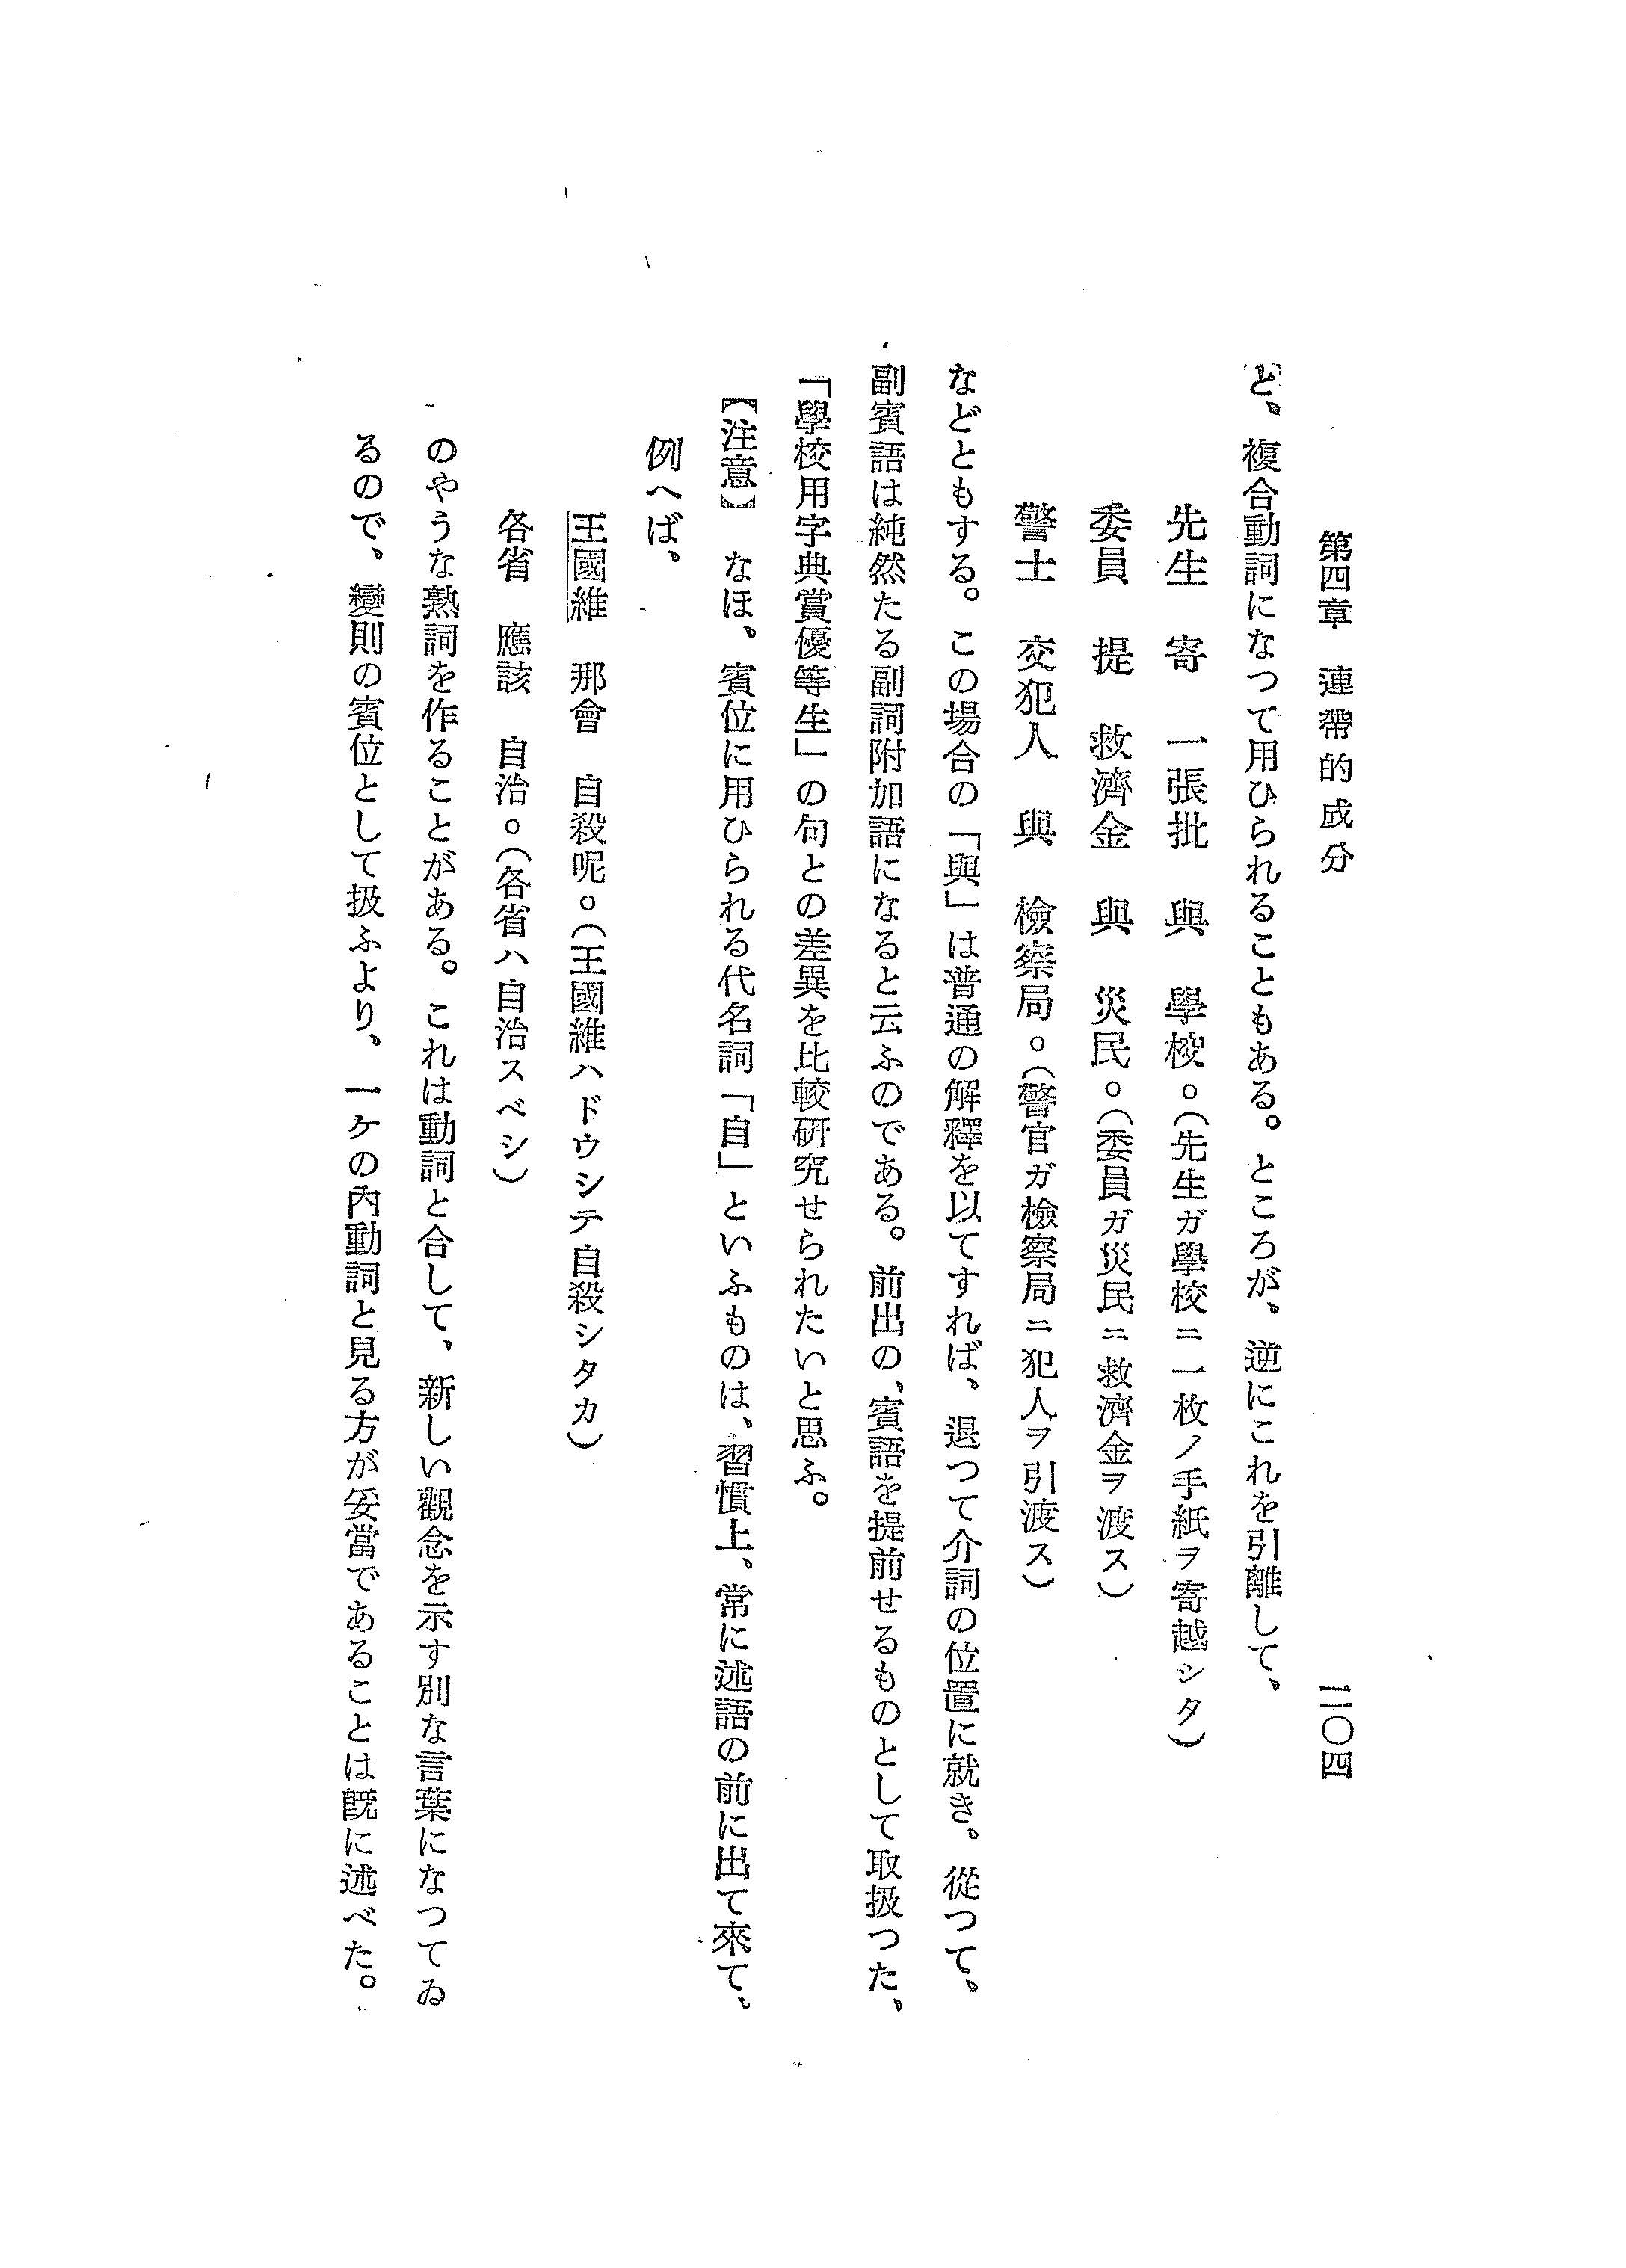 第四章　連帶的成分　二〇四
と、複合動詞になつて用ひられることもある。ところが、逆にこれを引離して、
先生　寄　一張批　與　學校。(先生ガ學校ニ一枚ノ手紙ヲ寄越シタ)
委員　提　救濟金　與　災民。(委員ガ災民ニ救濟金ヲ渡ス)
警士　交犯人　與　檢察局。(警官ガ檢察局ニ犯人ヲ引渡ス)
などともする。この場合の「與」は普通の解釋を以てすれば、退つて介詞の位置に就き。從つて、
副賓語は純然たる副詞附加語になると云ふのである。前出の、賓語を提前せるものとして取扱つた、
「學校用字典賞優等生」の句との差異を比較硏究せられたいと思ふ。
【注意】　なほ、賓位に用ひられる代名詞「自」といふものは、習慣上、常に述語の前に出て來て、
例へば、
王國維　那會　自殺呢。(王國維ハドウシテ自殺シタカ)
各省　應該　自治。(各省ハ自治スベシ)
のやうな熟詞を作ることがある。これは動詞と合して、新しい觀念を示す別な言葉になつてゐ
るので、變則の賓位として扱ふより、一ケの內動詞と見る方が妥當であることは旣に述べた。